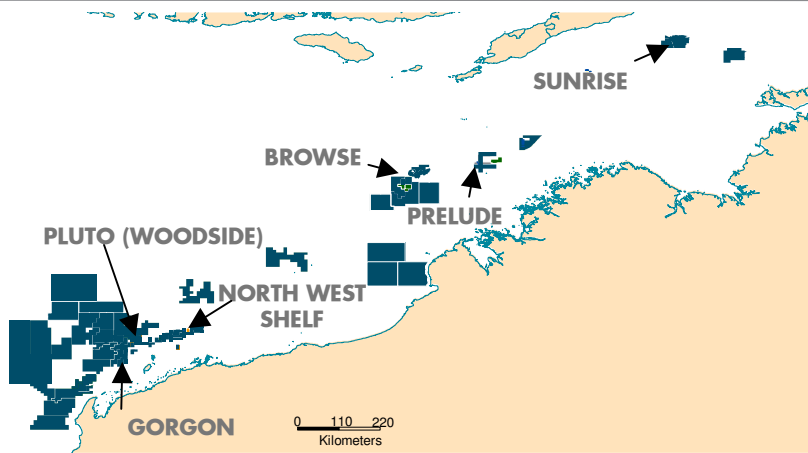 SUNRISE
BROWSE
PRELUDE
PLUTO (WOODSIDE)
NORTH WEST
SHELF
GORGON
0 110 220
Kilometers